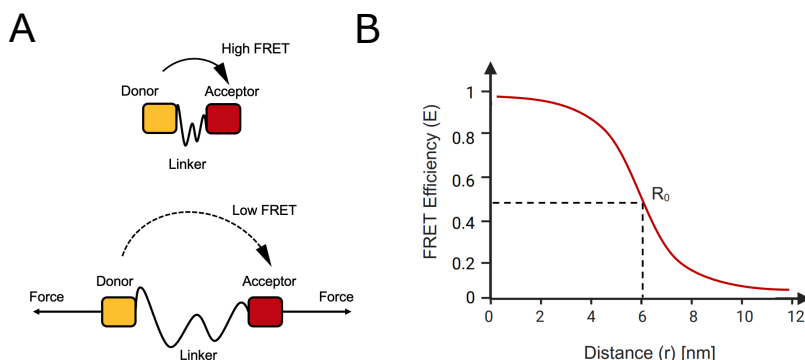 A
High FRET
Donor
Acceptor
Linker
Low FRET
Donor
Acceptor
Force
Force
Linker
B
FRET Efficiency (E)
1
0.8
0.6
0.4
0.2
0
R₀
0
2
4
6
8
10
12
Distance (r) [nm]